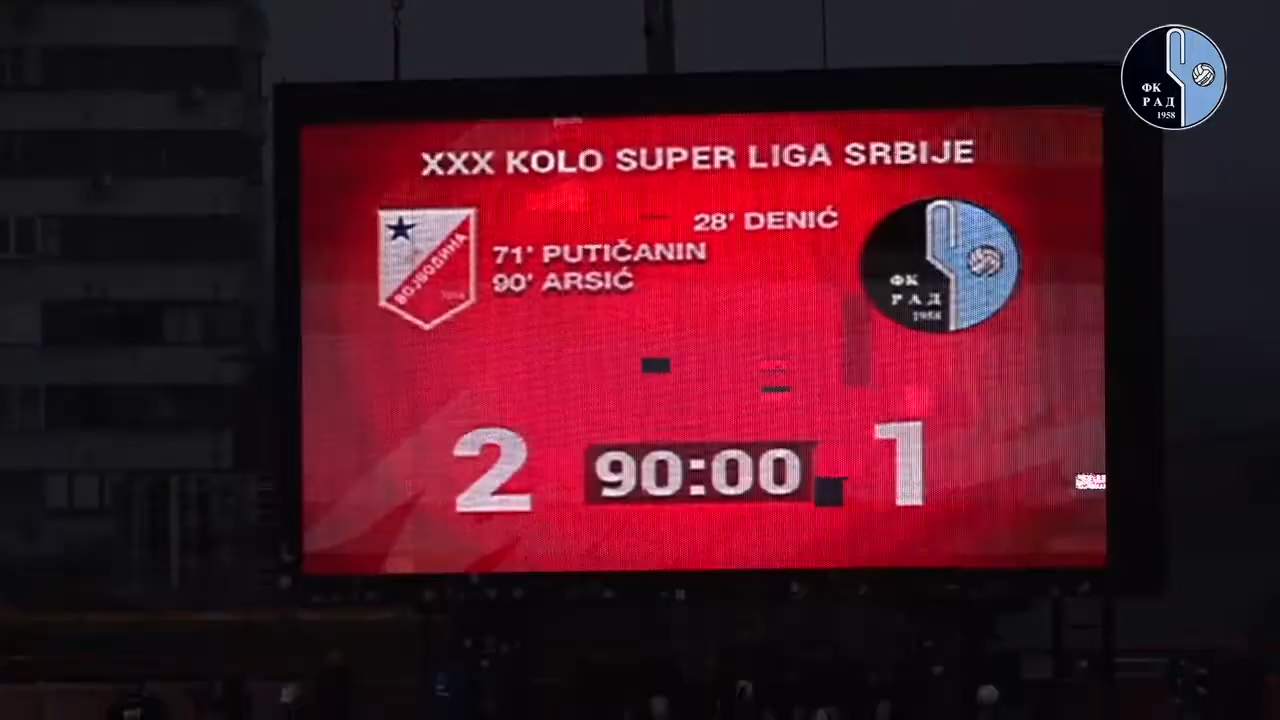 ФК
РАД
1958
XXX KOLO SUPER LIGA SRBIJE
28' DENIĆ
71' PUTIČANIN
90' ARSIĆ
ВОЈВОДИНА
ФК
РАД
1958
2
90:00
1